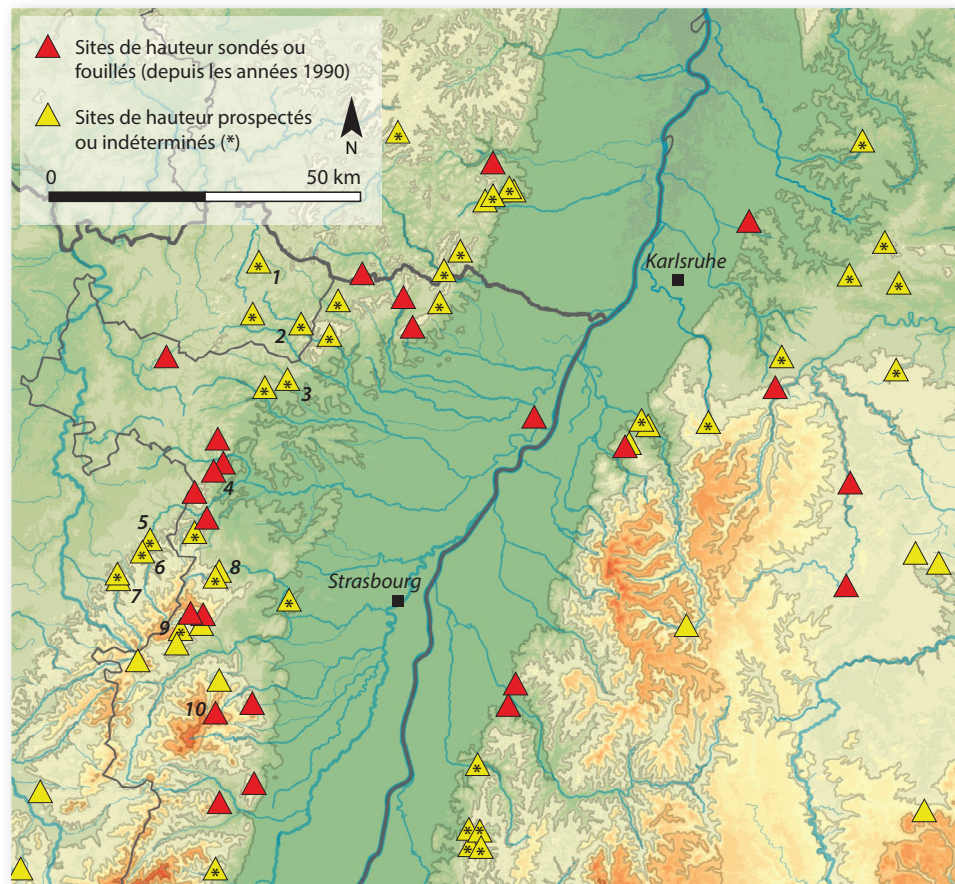 Sites de hauteur sondés ou
fouillés (depuis les années 1990)
Sites de hauteur prospectés
ou indéterminés (*)
N
0
50 km
1
Karlsruhe
2
3
4
5
6
8
7
Strasbourg
9
10